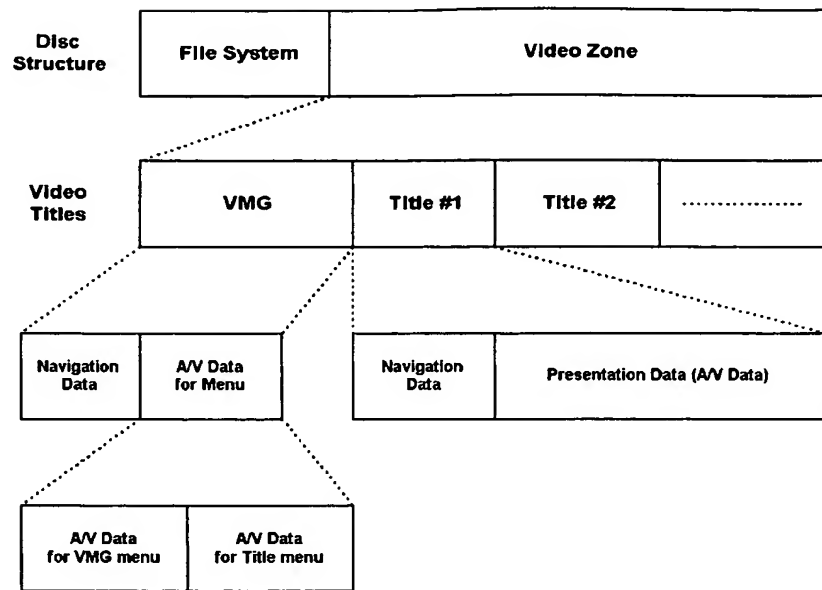 Disc
Structure
File System
Video Zone
Video
Titles
VMG
Title #1
Title #2
Navigation
Data
A/V Data
for Menu
Navigation
Data
Presentation Data (A/V Data)
A/V Data
for VMG menu
A/V Data
for Title menu